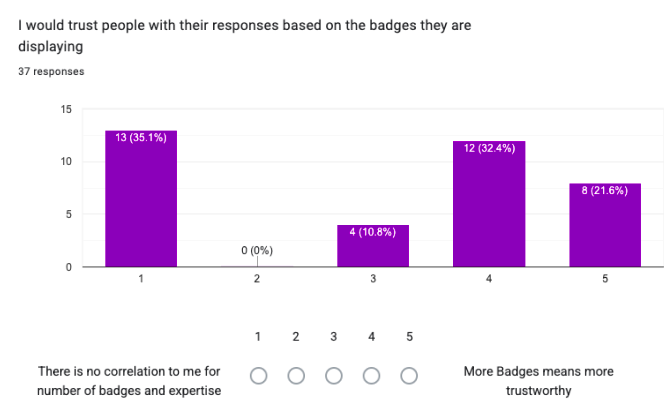 I would trust people with their responses based on the badges they are
displaying
37 responses
15
10
5
0
13 (35.1%)
0 (0%)
4 (10.8%)
12 (32.4%)
8 (21.6%)
1 2 3 4 5
1 2 3 4 5
There is no correlation to me for
number of badges and expertise
More Badges means more
trustworthy